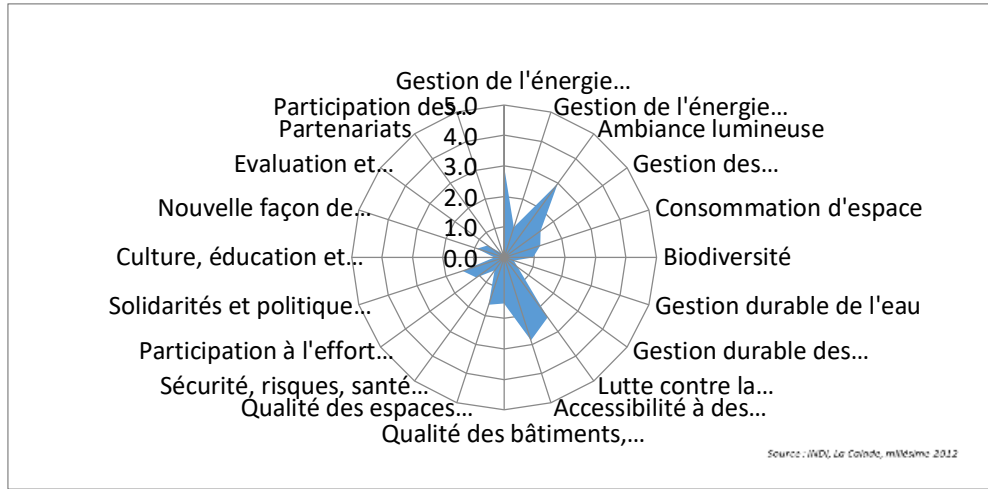 Gestion de l'énergie…
Participation des…
5.0
Gestion de l'énergie…
Partenariats
4.0
Ambiance lumineuse
Evaluation et…
3.0
Gestion des…
Nouvelle façon de…
2.0
Consommation d'espace
1.0
Culture, éducation et…
0.0
Biodiversité
Solidarités et politique…
Gestion durable de l'eau
Participation à l'effort…
Gestion durable des…
Sécurité, risques, santé…
Lutte contre la…
Qualité des espaces…
Accessibilité à des…
Qualité des bâtiments,…
Source : INDI, La Calade, millésime 2012